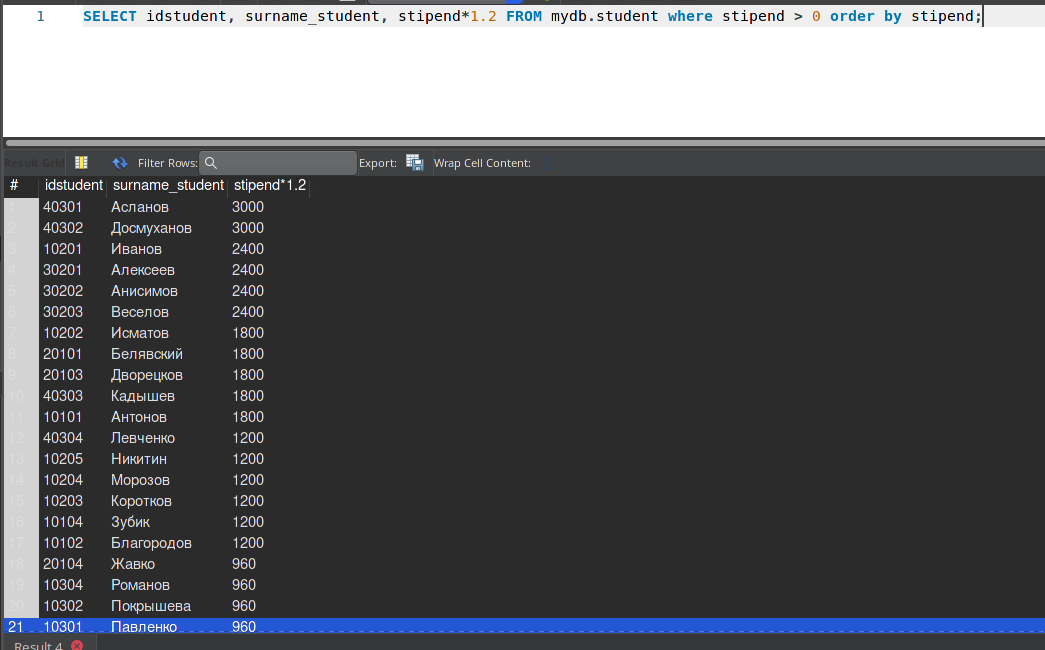 1 SELECT idstudent, surname_student, stipend*1.2 FROM mydb.student where stipend > 0 order by stipend;
Result Grid Filter Rows: Export: Wrap Cell Content:
# idstudent surname_student stipend*1.2
1 40301 Асланов 3000
2 40302 Досмуханов 3000
3 10201 Иванов 2400
4 30201 Алексеев 2400
5 30202 Анисимов 2400
6 30203 Веселов 2400
7 10202 Исматов 1800
8 20101 Белявский 1800
9 20103 Дворецков 1800
10 40303 Кадышев 1800
11 10101 Антонов 1800
12 40304 Левченко 1200
13 10205 Никитин 1200
14 10204 Морозов 1200
15 10203 Коротков 1200
16 10104 Зубик 1200
17 10102 Благородов 1200
18 20104 Жавко 960
19 10304 Романов 960
20 10302 Покрышева 960
21 10301 Павленко 960
Result 4